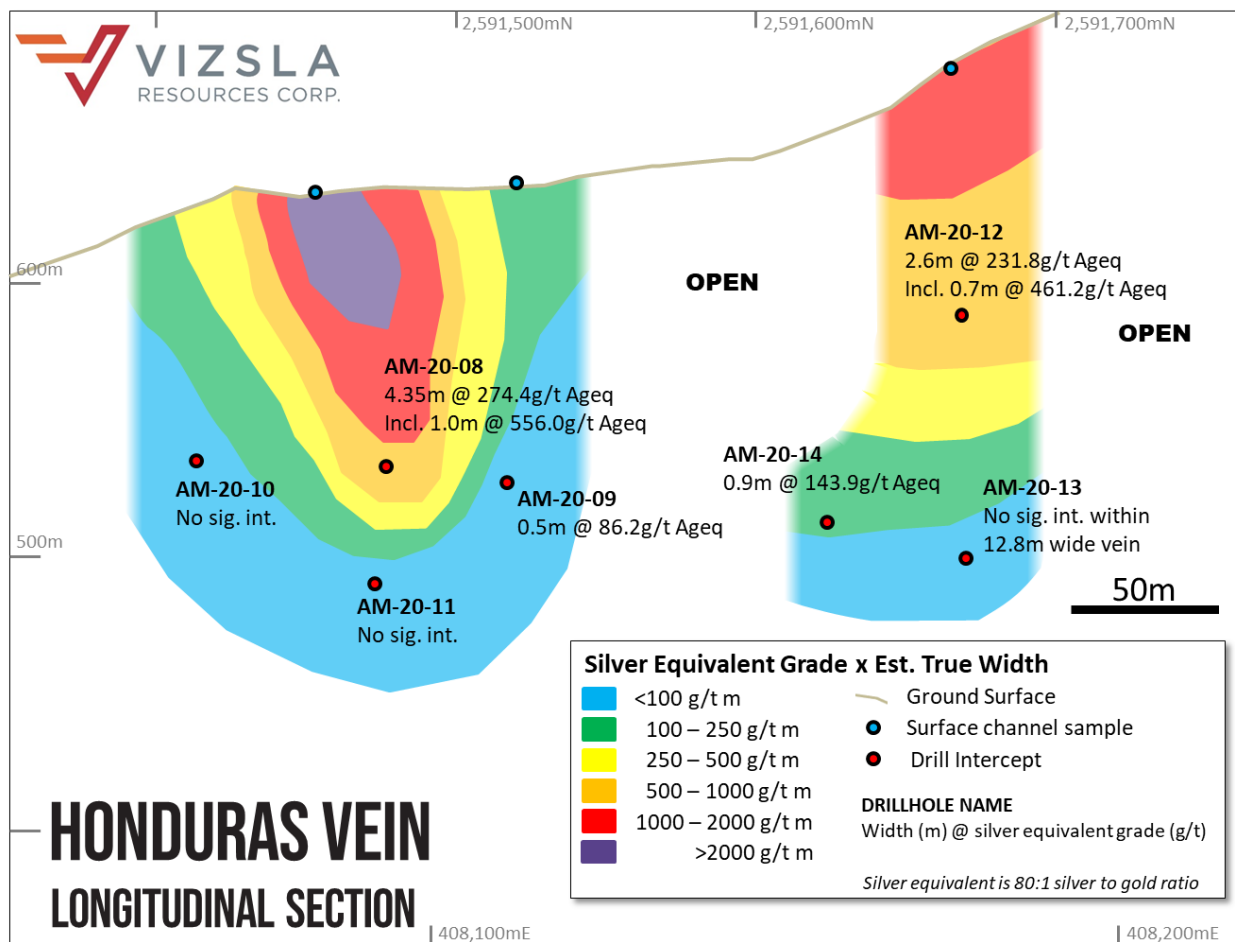 2,591,500mN
2,591,600mN
2,591,700mN
VIZSLA
RESOURCES CORP.
600m
500m
OPEN
OPEN
AM-20-12
2.6m @ 231.8g/t Ageq
Incl. 0.7m @ 461.2g/t Ageq
AM-20-08
4.35m @ 274.4g/t Ageq
Incl. 1.0m @ 556.0g/t Ageq
AM-20-10
No sig. int.
AM-20-09
0.5m @ 86.2g/t Ageq
AM-20-14
0.9m @ 143.9g/t Ageq
AM-20-13
No sig. int. within
12.8m wide vein
AM-20-11
No sig. int.
50m
Silver Equivalent Grade x Est. True Width
<100 g/t m
100 – 250 g/t m
250 – 500 g/t m
500 – 1000 g/t m
1000 – 2000 g/t m
>2000 g/t m
Ground Surface
Surface channel sample
Drill Intercept
DRILLHOLE NAME
Width (m) @ silver equivalent grade (g/t)
Silver equivalent is 80:1 silver to gold ratio
HONDURAS VEIN
LONGITUDINAL SECTION
408,100mE
408,200mE